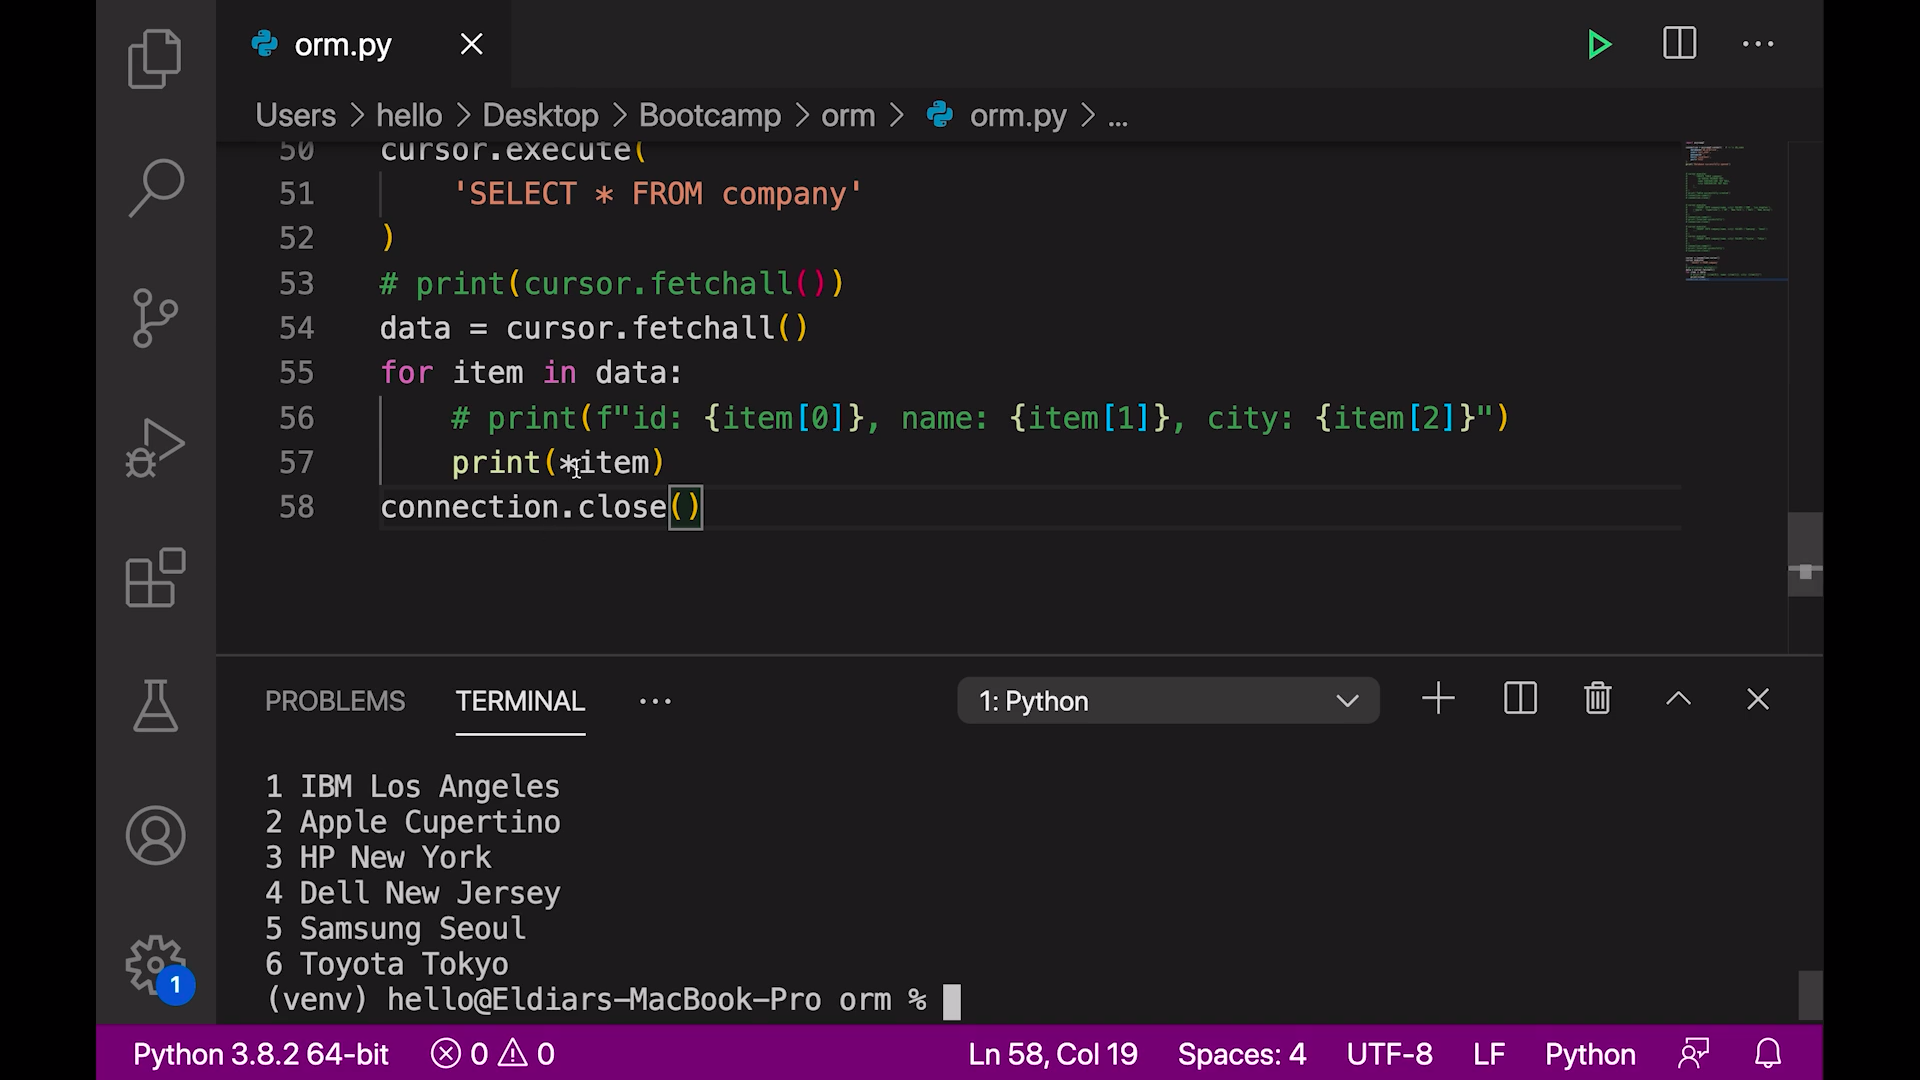 orm.py
Users > hello > Desktop > Bootcamp > orm > orm.py > ...
50 cursor.execute(
51 'SELECT * FROM company'
52 )
53 # print(cursor.fetchall())
54 data = cursor.fetchall()
55 for item in data:
56 # print(f"id: {item[0]}, name: {item[1]}, city: {item[2]}")
57 print(*item)
58 connection.close()
PROBLEMS TERMINAL ... 1: Python
1 IBM Los Angeles
2 Apple Cupertino
3 HP New York
4 Dell New Jersey
5 Samsung Seoul
6 Toyota Tokyo
(venv) hello@Eldiars-MacBook-Pro orm %
1
Python 3.8.2 64-bit 0 0 Ln 58, Col 19 Spaces: 4 UTF-8 LF Python